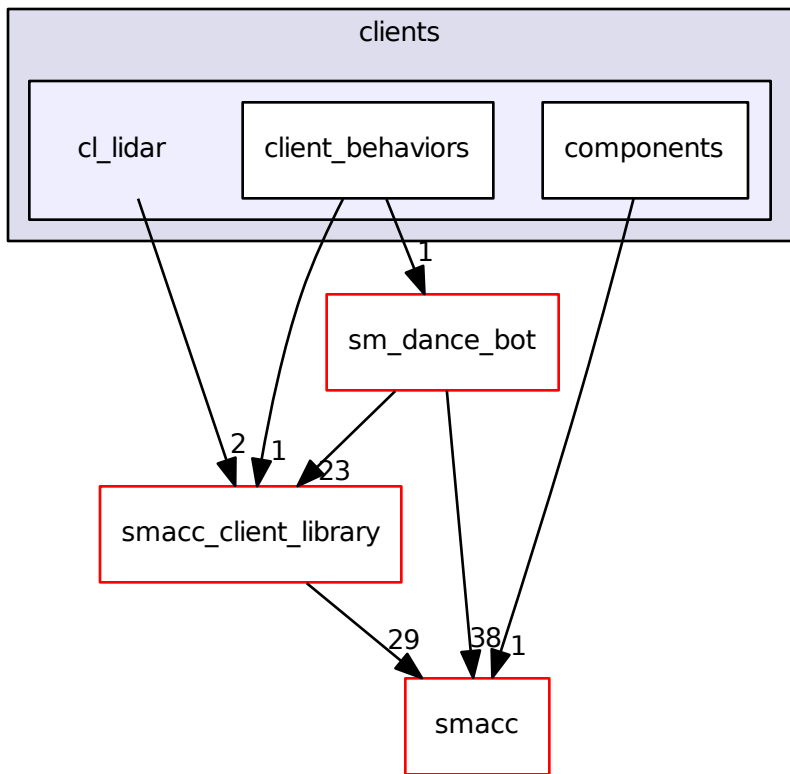 clients
cl_lidar
client_behaviors
components
1
sm_dance_bot
2
1
23
smacc_client_library
29
38
1
smacc